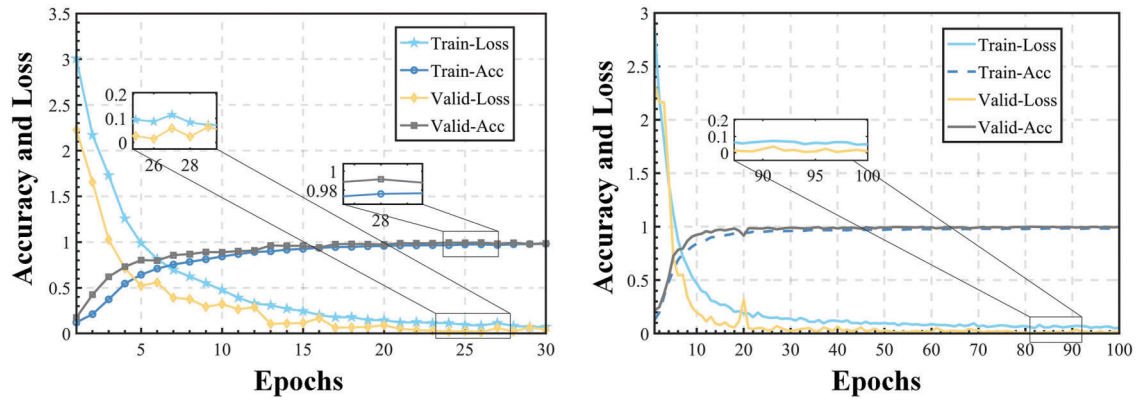 Accuracy and Loss
3.5
3
2.5
2
1.5
1
0.5
0
5 10 15 20 25 30
Epochs
Train-Loss
Train-Acc
Valid-Loss
Valid-Acc
0.2
0.1
0
26 28
1
0.98
28
Accuracy and Loss
3
2.5
2
1.5
1
0.5
0
10 20 30 40 50 60 70 80 90 100
Epochs
Train-Loss
Train-Acc
Valid-Loss
Valid-Acc
0.2
0.1
0
90 95 100